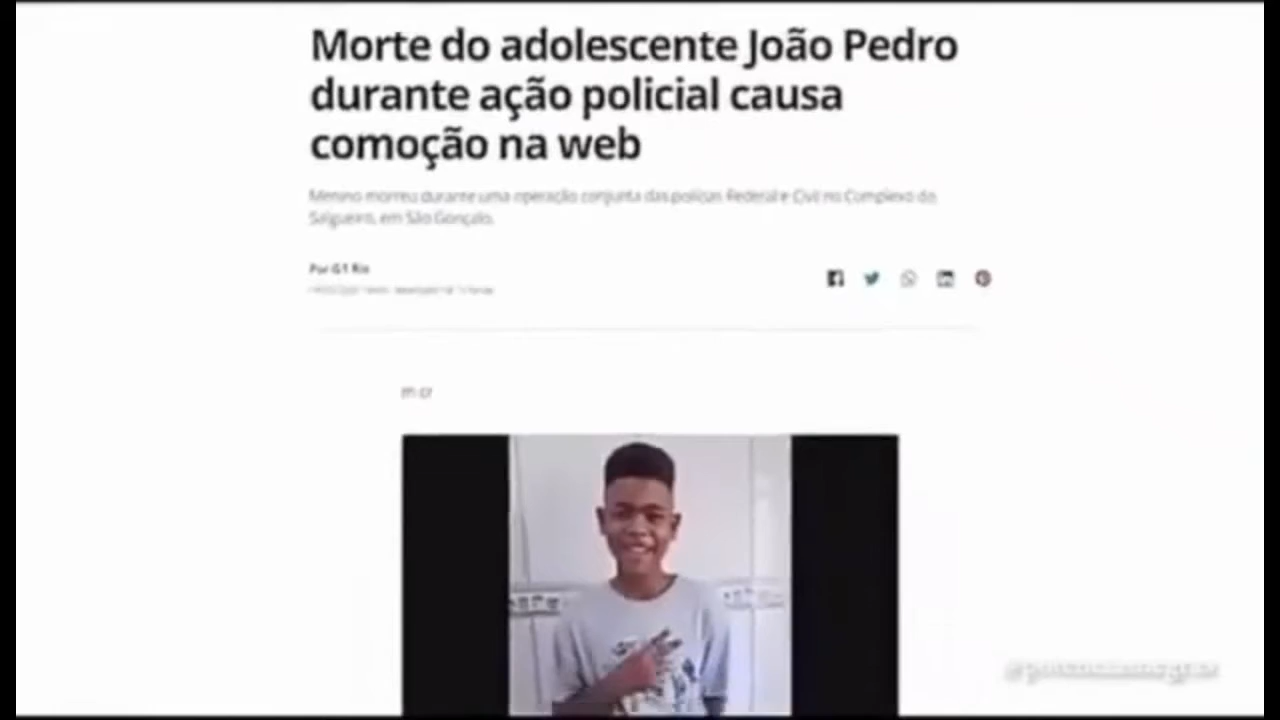 Morte do adolescente João Pedro
durante ação policial causa
comoção na web
Menino morreu durante uma operação conjunta das polícias Federal e Civil no Complexo do
Salgueiro, em São Gonçalo.
Por G1 Rio